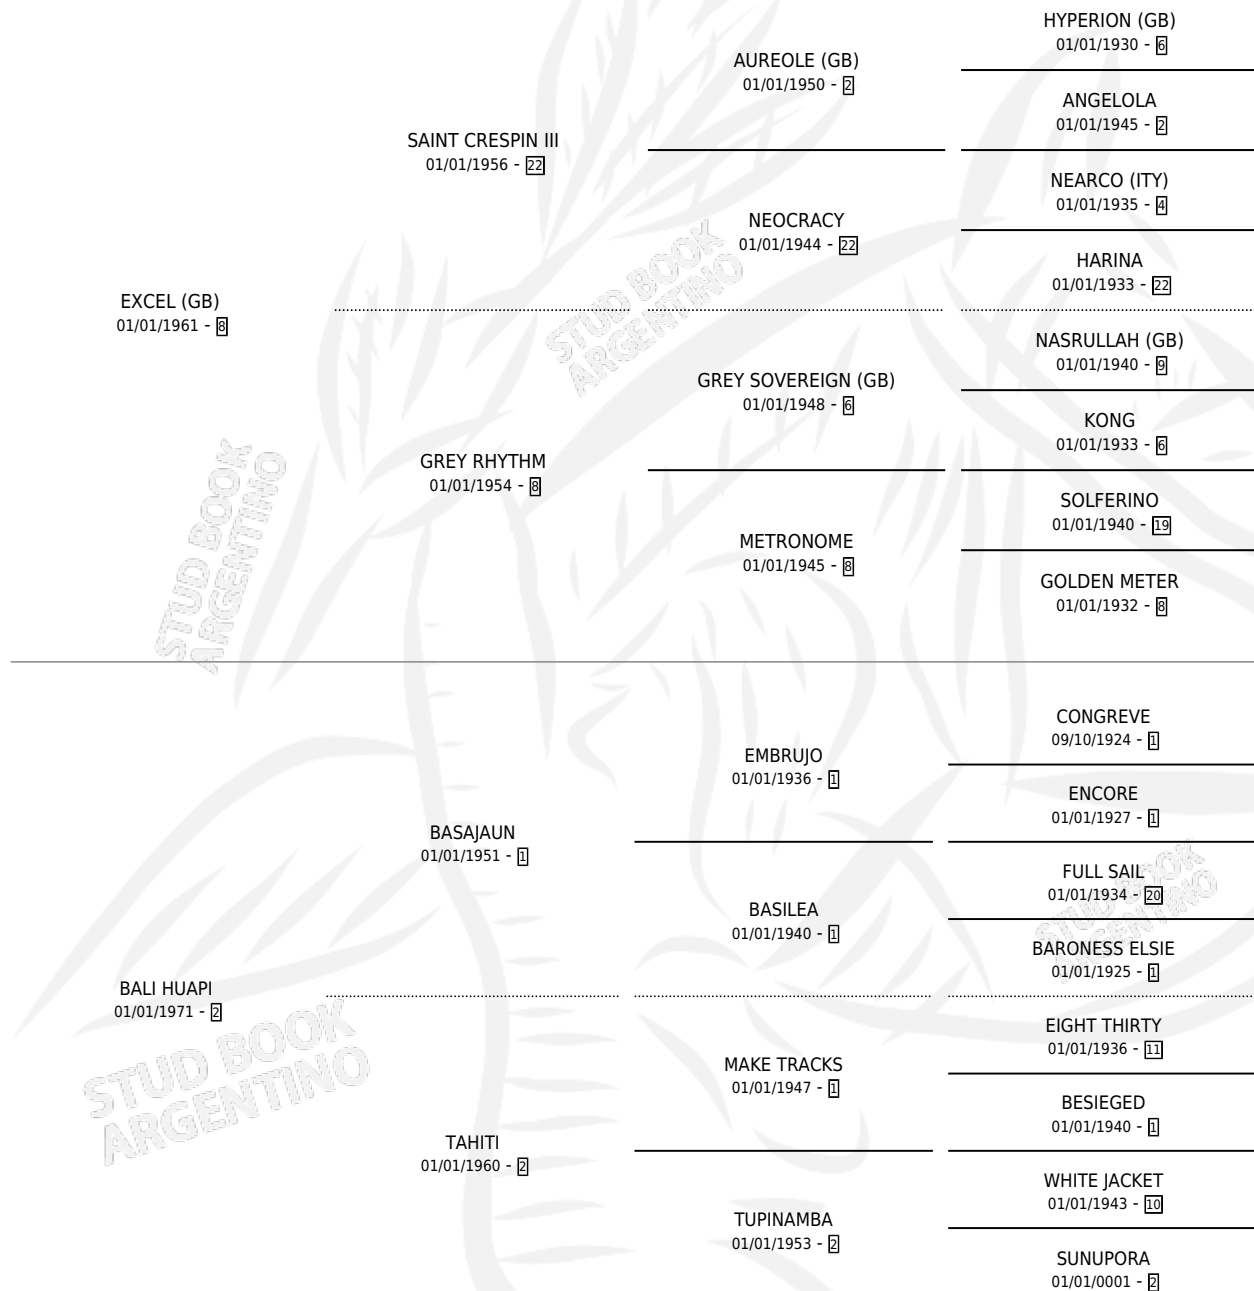 HYPERION (GB)
01/01/1930 - 6
AUREOLE (GB)
01/01/1950 - 2
ANGELOLA
01/01/1945 - 2
SAINT CRESPIN III
01/01/1956 - 22
NEARCO (ITY)
01/01/1935 - 4
NEOCRACY
01/01/1944 - 22
HARINA
01/01/1933 - 22
EXCEL (GB)
01/01/1961 - 8
NASRULLAH (GB)
01/01/1940 - 9
GREY SOVEREIGN (GB)
01/01/1948 - 6
KONG
01/01/1933 - 6
GREY RHYTHM
01/01/1954 - 8
SOLFERINO
01/01/1940 - 19
METRONOME
01/01/1945 - 8
GOLDEN METER
01/01/1932 - 8
CONGREVE
09/10/1924 - 1
EMBRUJO
01/01/1936 - 1
ENCORE
01/01/1927 - 1
BASAJAUN
01/01/1951 - 1
FULL SAIL
01/01/1934 - 20
BASILEA
01/01/1940 - 1
BARONESS ELSIE
01/01/1925 - 1
BALI HUAPI
01/01/1971 - 2
EIGHT THIRTY
01/01/1936 - 11
MAKE TRACKS
01/01/1947 - 1
BESIEGED
01/01/1940 - 1
TAHITI
01/01/1960 - 2
WHITE JACKET
01/01/1943 - 10
TUPINAMBA
01/01/1953 - 2
SUNUPORA
01/01/0001 - 2
STUD BOOK
ARGENTINO
STUD BOOK
ARGENTINO
STUD BOOK
ARGENTINO
STUD BOOK
ARGENTINO